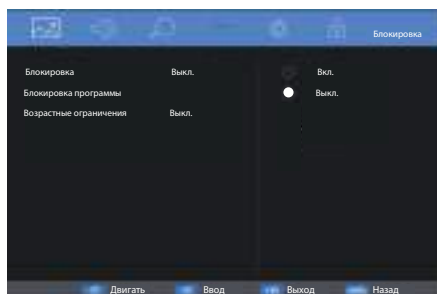 Блокировка
Блокировка Выкл. Вкл.
Блокировка программы Выкл.
Возрастные ограничения Выкл.
Двигать Ввод Выход Назад